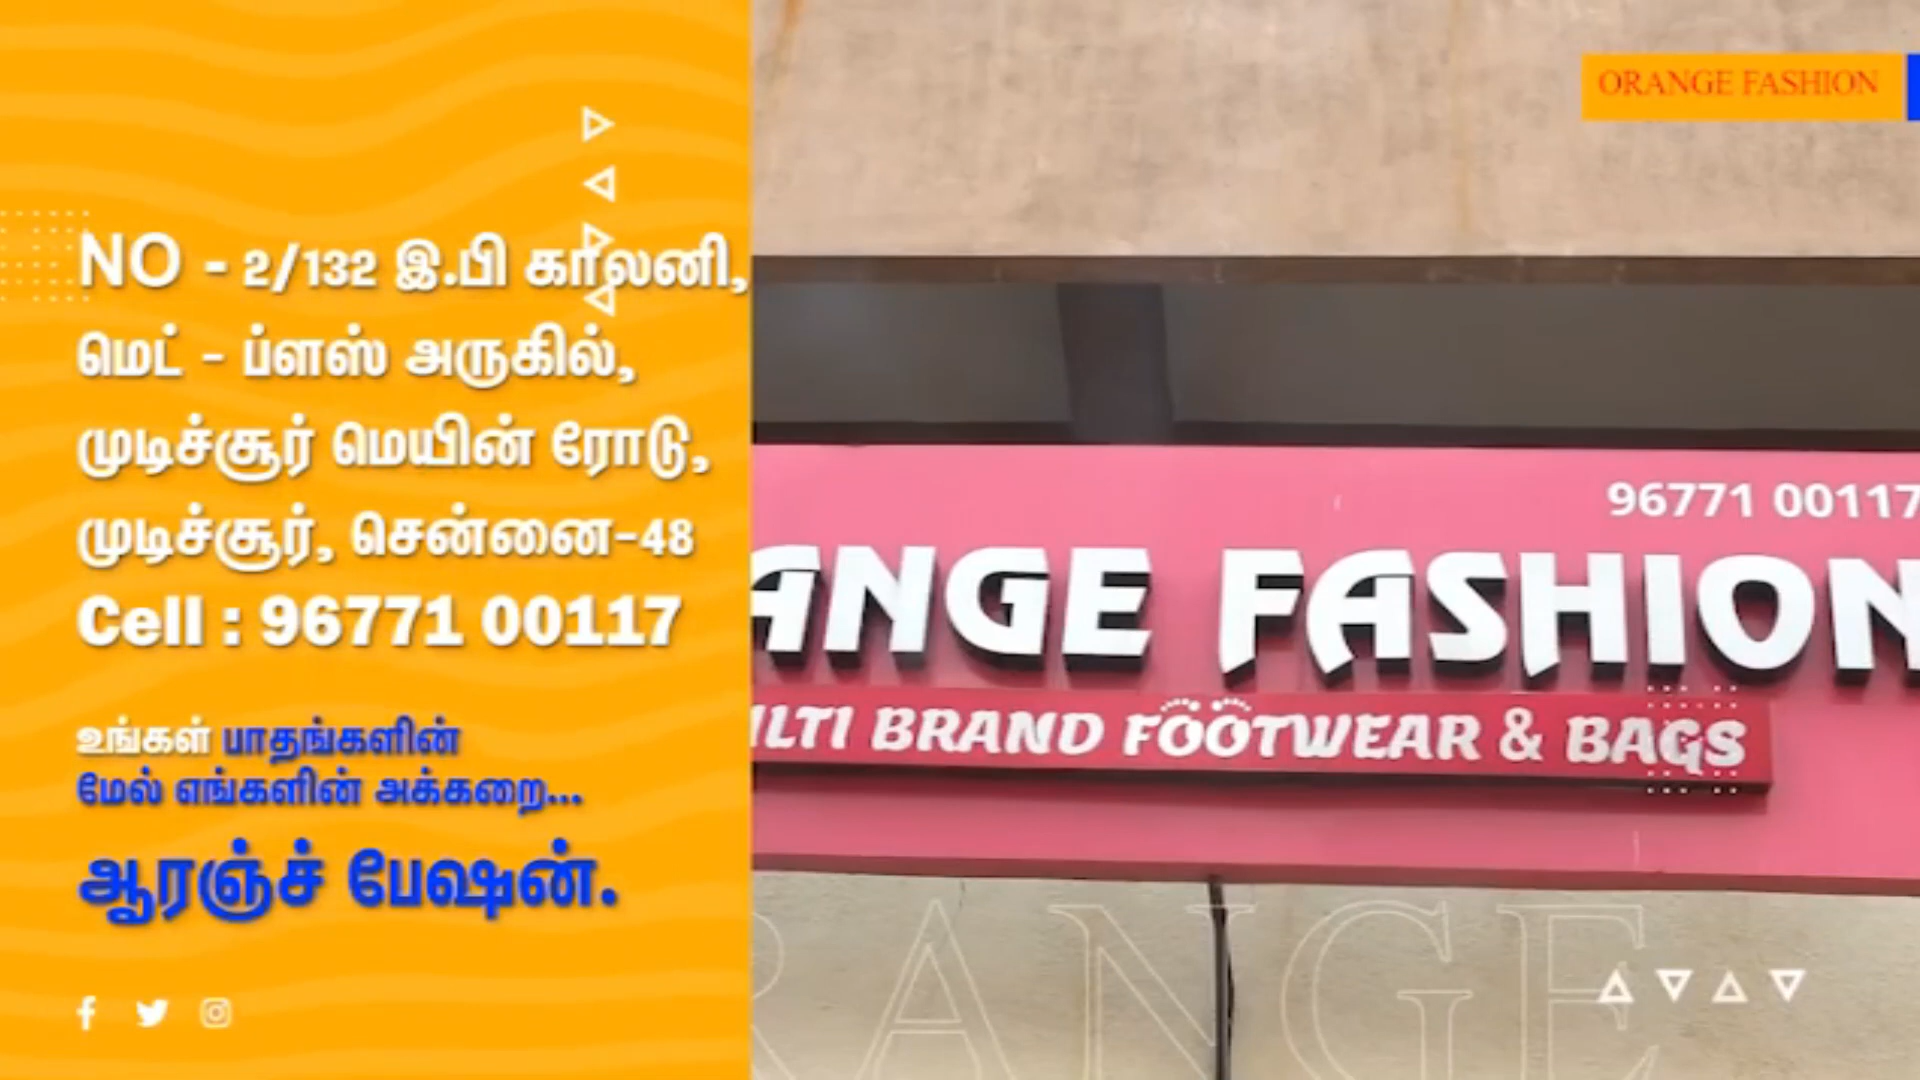 NO - 2/132 இ.பி காலனி,
மெட் - ப்ளஸ் அருகில்,
முடிச்சூர் மெயின் ரோடு,
முடிச்சூர், சென்னை-48
Cell : 96771 00117
உங்கள் பாதங்களின்
மேல் எங்களின் அக்கறை...
ஆரஞ்ச் பேஷன்.
ORANGE FASHION
96771 00117
ANGE FASHION
LTI BRAND FOOTWEAR & BAGS
RANGE